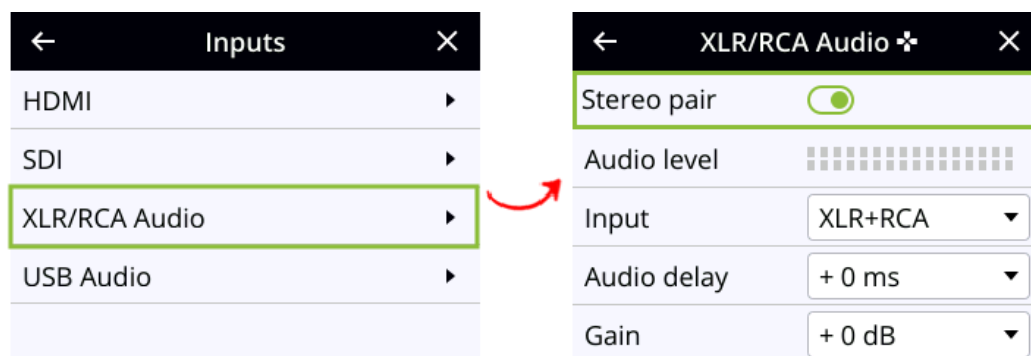 Inputs
HDMI
SDI
XLR/RCA Audio
USB Audio
XLR/RCA Audio
Stereo pair
Audio level
Input XLR+RCA
Audio delay + 0 ms
Gain + 0 dB